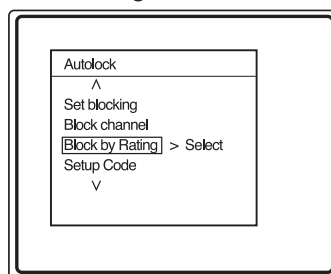 Autolock
Set blocking
Block channel
Block by Rating > Select
Setup Code